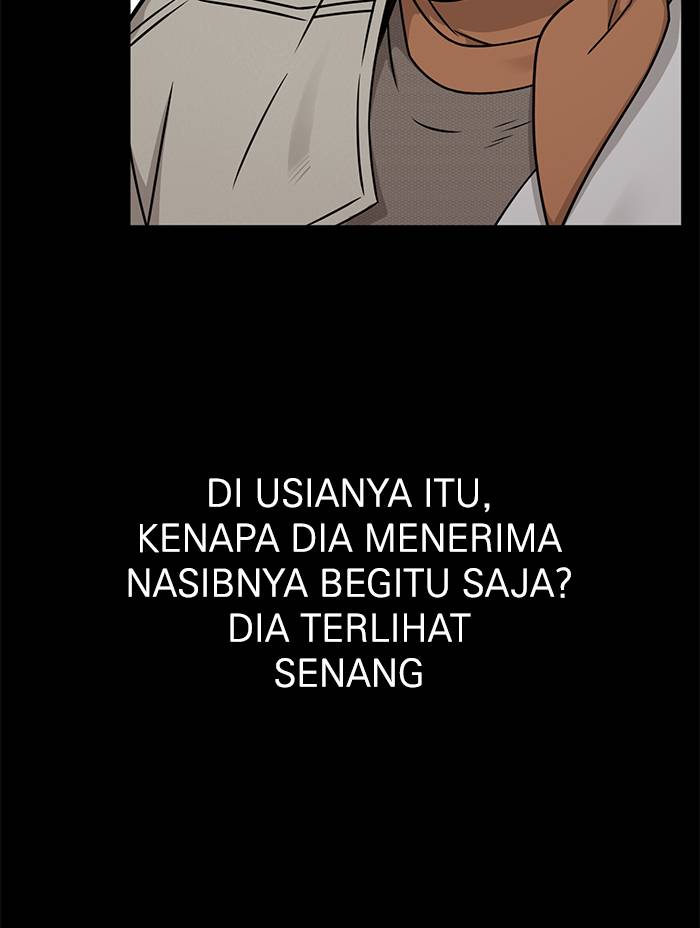 DI USIANYA ITU,
KENAPA DIA MENERIMA
NASIBNYA BEGITU SAJA?
DIA TERLIHAT
SENANG